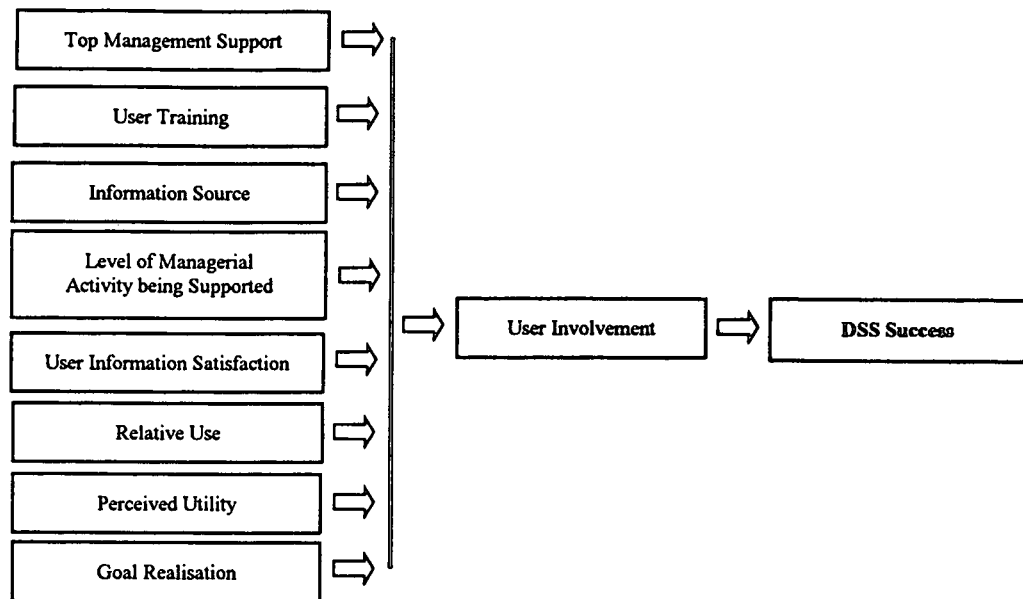 Top Management Support
User Training
Information Source
Level of Managerial
Activity being Supported
User Information Satisfaction
Relative Use
Perceived Utility
Goal Realisation
User Involvement
DSS Success